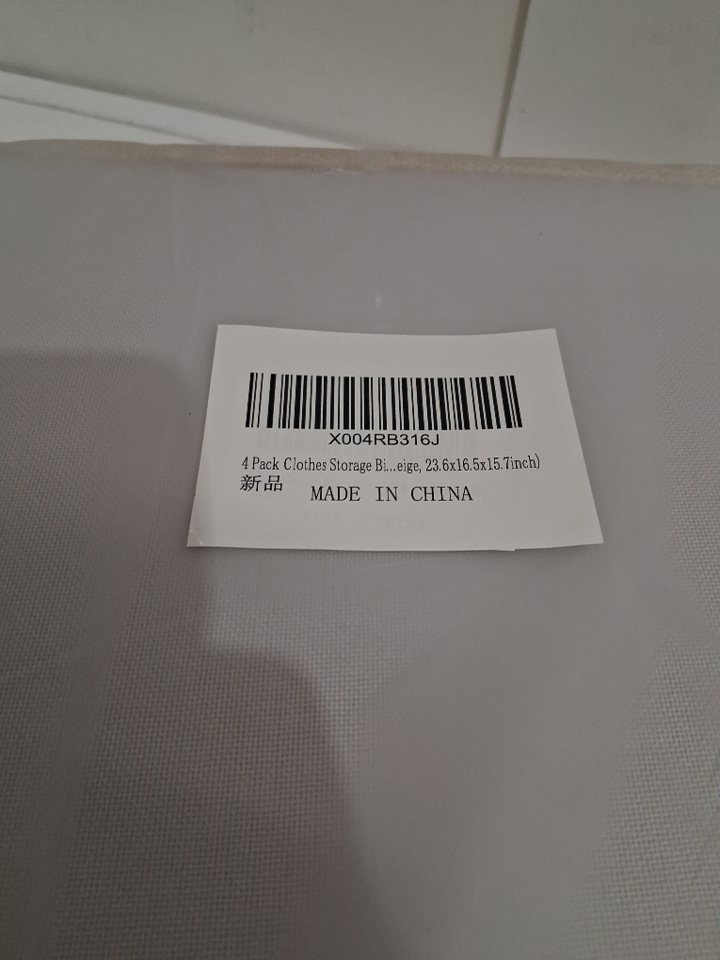 X004RB316J
4 Pack Clothes Storage Bi...eige, 23.6x16.5x15.7inch)
新品 MADE IN CHINA